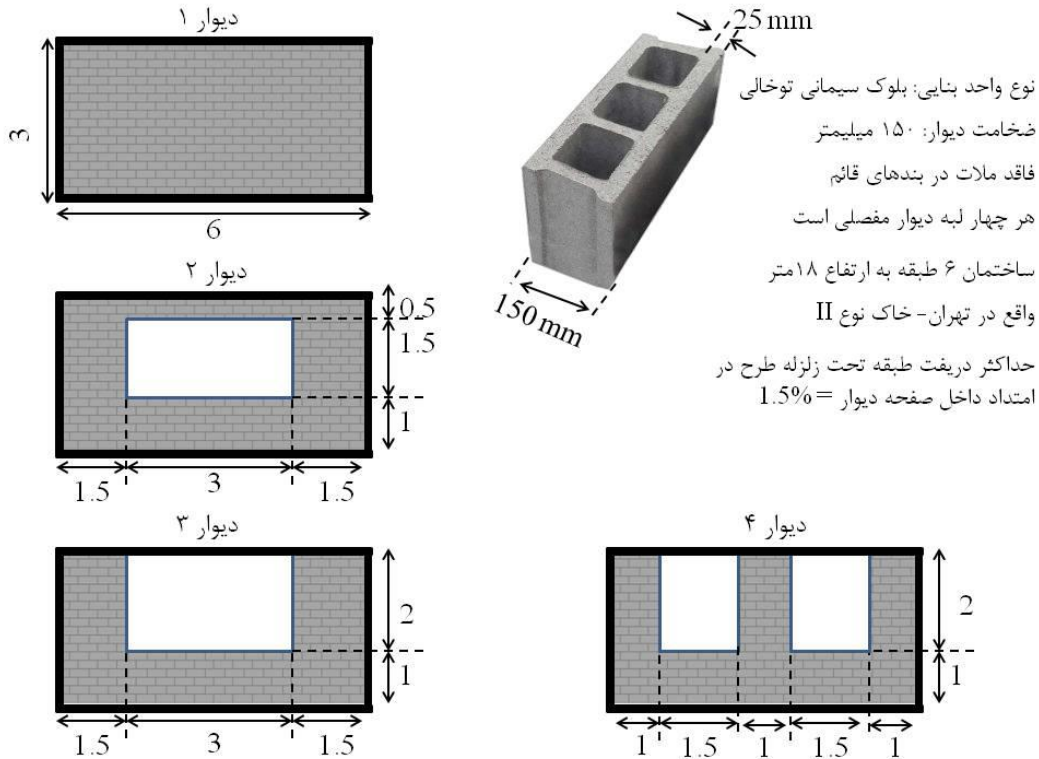 دیوار ۱
3
6
25 mm
150 mm
نوع واحد بنایی: بلوک سیمانی توخالی
ضخامت دیوار: ۱۵۰ میلیمتر
فاقد ملات در بندهای قائم
هر چهار لبه دیوار مفصلی است
ساختمان ۶ طبقه به ارتفاع ۱۸متر
واقع در تهران- خاک نوع II
حداکثر دریفت طبقه تحت زلزله طرح در
امتداد داخل صفحه دیوار = 1.5%
دیوار ۲
0.5
1.5
1
1.5 3 1.5
دیوار ۳
2
1
1.5 3 1.5
دیوار ۴
2
1
1 1.5 1 1.5 1